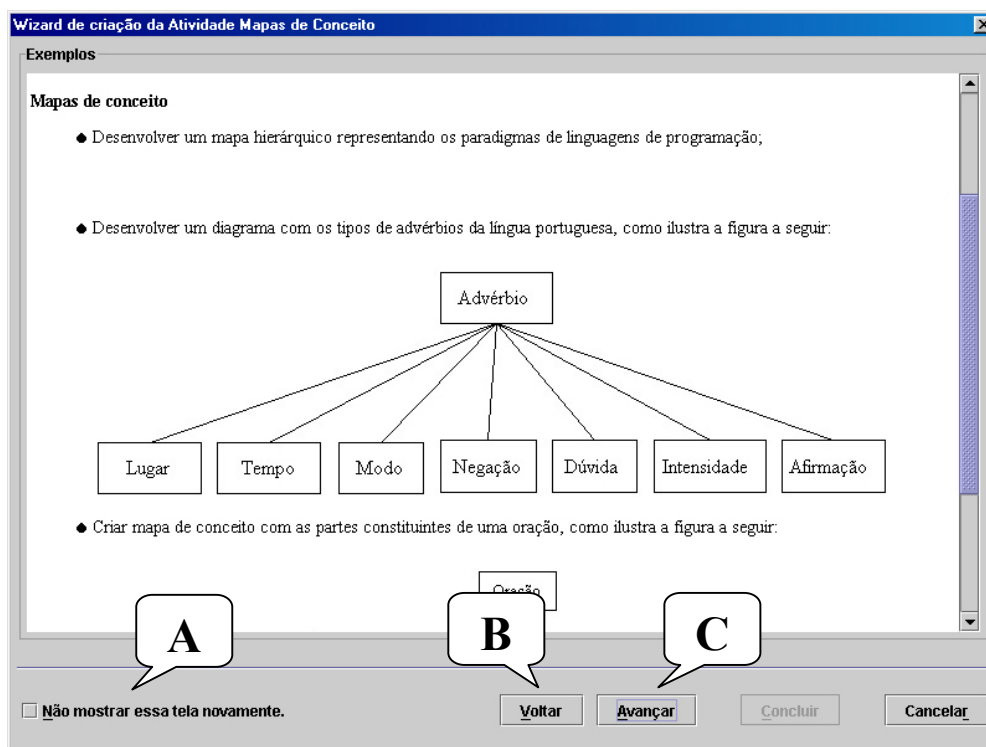 Wizard de criação da Atividade Mapas de Conceito
Exemplos
Mapas de conceito
Desenvolver um mapa hierárquico representando os paradigmas de linguagens de programação;
Desenvolver um diagrama com os tipos de advérbios da língua portuguesa, como ilustra a figura a seguir:
Advérbio
Lugar Tempo Modo Negação Dúvida Intensidade Afirmação
Criar mapa de conceito com as partes constituintes de uma oração, como ilustra a figura a seguir:
Oração
A B C
Não mostrar essa tela novamente. Voltar Avançar Concluir Cancelar